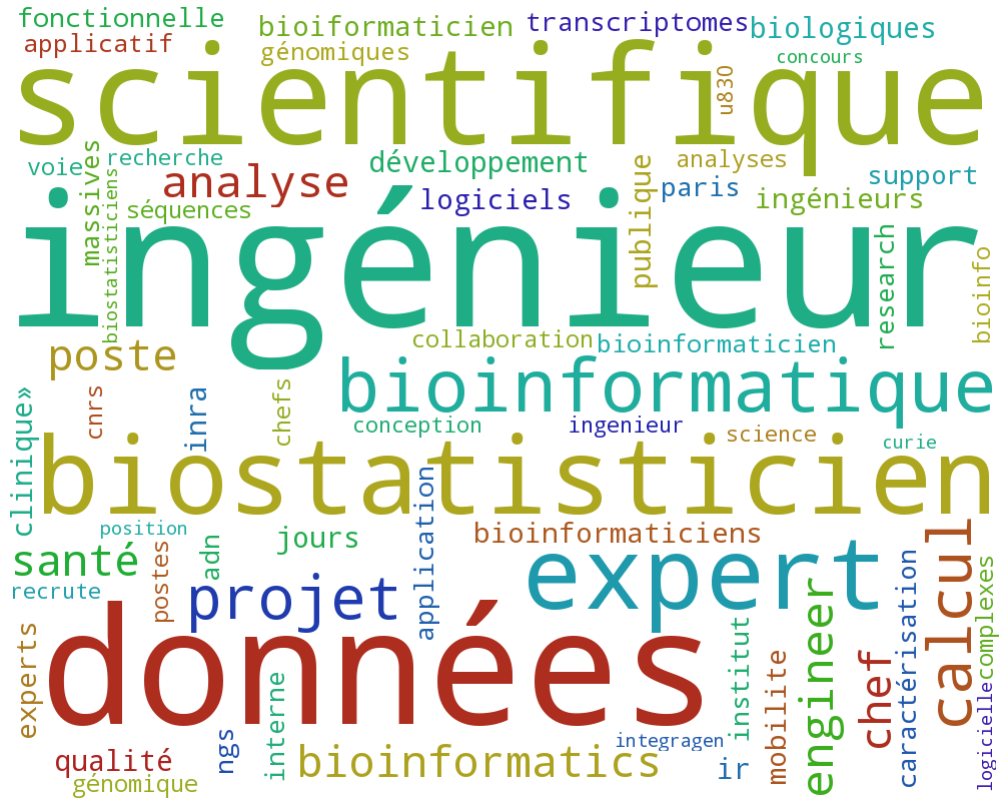 fonctionnelle
bioiformaticien
transcriptomes
biologiques
applicatif
génomiques
concours
scientifique
u830
voie
massives
recherche
biostatisticiens
analyse
séquences
développement
logiciels
publique
analyses
paris
support
ingénieurs
ingénieur
research
bioinfo
poste
collaboration
bioinformaticien
bioinformatique
clinique»
cnrs
inra
chefs
conception
ingenieur
science
curie
biostatisticien
position
santé
recrute
postes
adn
jours
application
bioinformaticiens
expert
projet
calcul
engineer
caractérisation
complexes
données
experts
institut
mobilite
chef
logicielle
interne
ngs
qualité
génomique
bioinformatics
integragen
ir